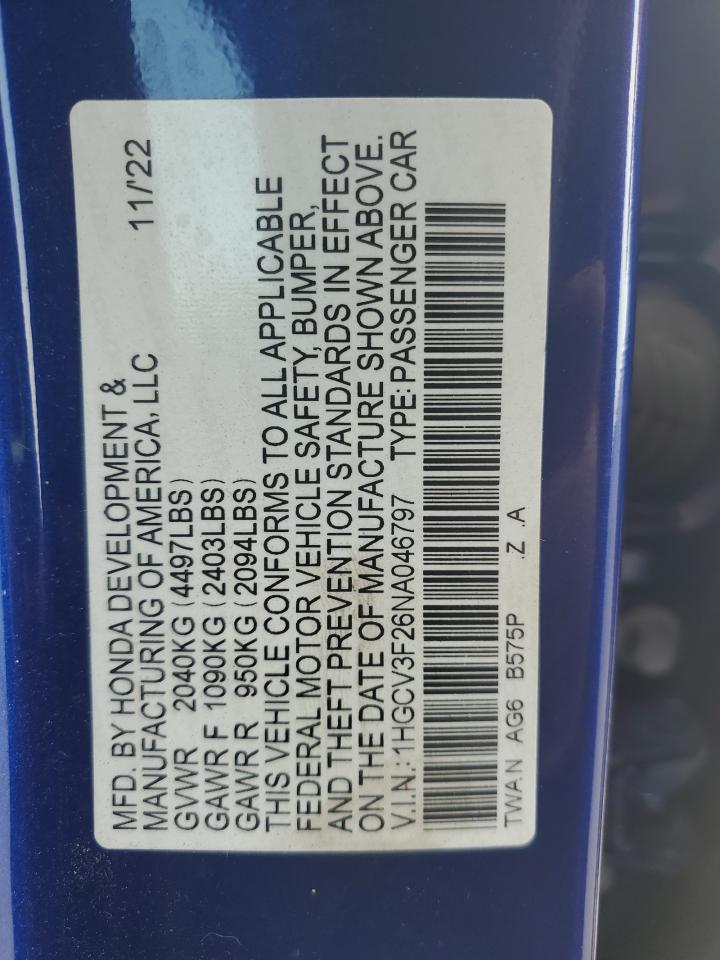 MFD. BY HONDA DEVELOPMENT &
MANUFACTURING OF AMERICA, LLC 11/'22
GVWR 2040KG (4497LBS)
GAWR F 1090KG (2403LBS)
GAWR R 950KG (2094LBS)
THIS VEHICLE CONFORMS TO ALL APPLICABLE
FEDERAL MOTOR VEHICLE SAFETY, BUMPER,
AND THEFT PREVENTION STANDARDS IN EFFECT
ON THE DATE OF MANUFACTURE SHOWN ABOVE.
V.I.N.: 1HGCV3F26NA046797 TYPE: PASSENGER CAR
TWAN AG6 B575P .Z .A